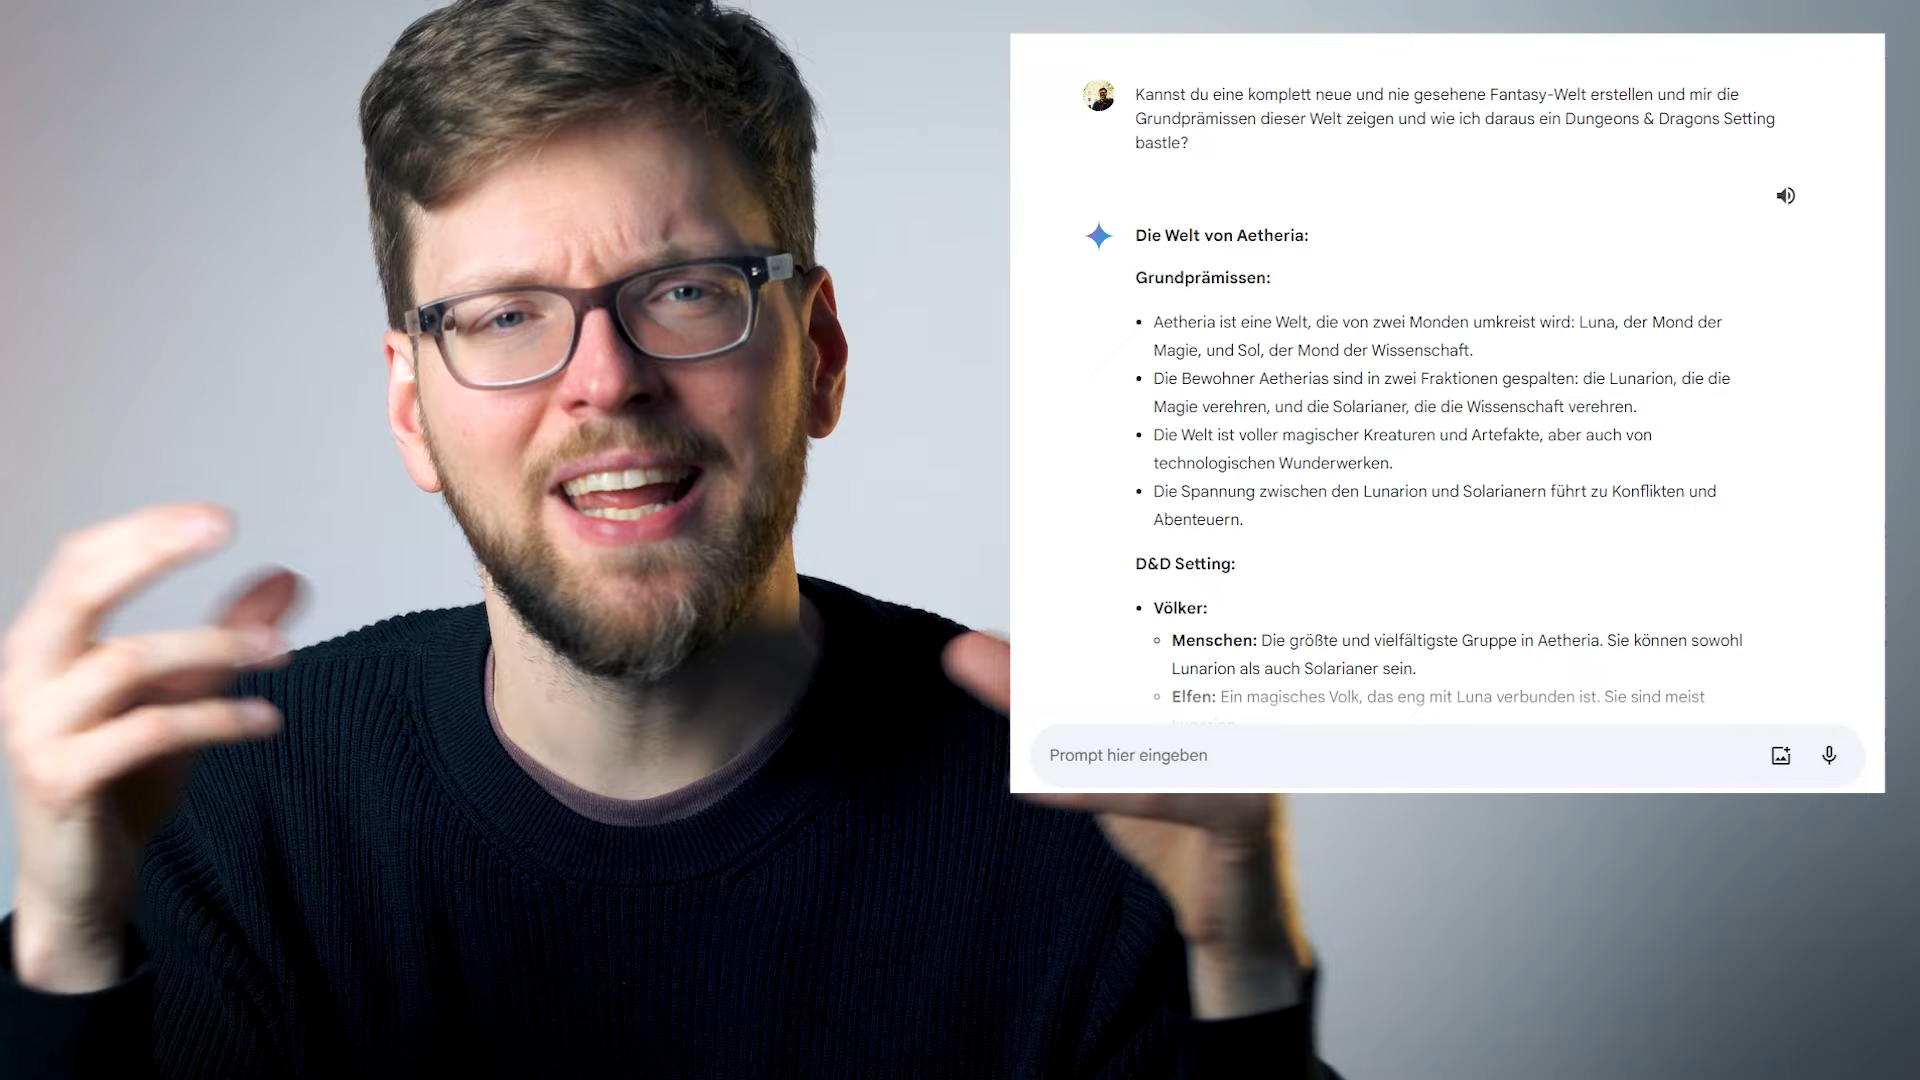 Kannst du eine komplett neue und nie gesehene Fantasy-Welt erstellen und mir die
Grundprämissen dieser Welt zeigen und wie ich daraus ein Dungeons & Dragons Setting
bastle?
Die Welt von Aetheria:
Grundprämissen:
• Aetheria ist eine Welt, die von zwei Monden umkreist wird: Luna, der Mond der
Magie, und Sol, der Mond der Wissenschaft.
• Die Bewohner Aetherias sind in zwei Fraktionen gespalten: die Lunarion, die die
Magie verehren, und die Solarianer, die die Wissenschaft verehren.
• Die Welt ist voller magischer Kreaturen und Artefakte, aber auch von
technologischen Wunderwerken.
• Die Spannung zwischen den Lunarion und Solarianern führt zu Konflikten und
Abenteuern.
D&D Setting:
• Völker:
◦ Menschen: Die größte und vielfältigste Gruppe in Aetheria. Sie können sowohl
Lunarion als auch Solarianer sein.
◦ Elfen: Ein magisches Volk, das eng mit Luna verbunden ist. Sie sind meist
Prompt hier eingeben